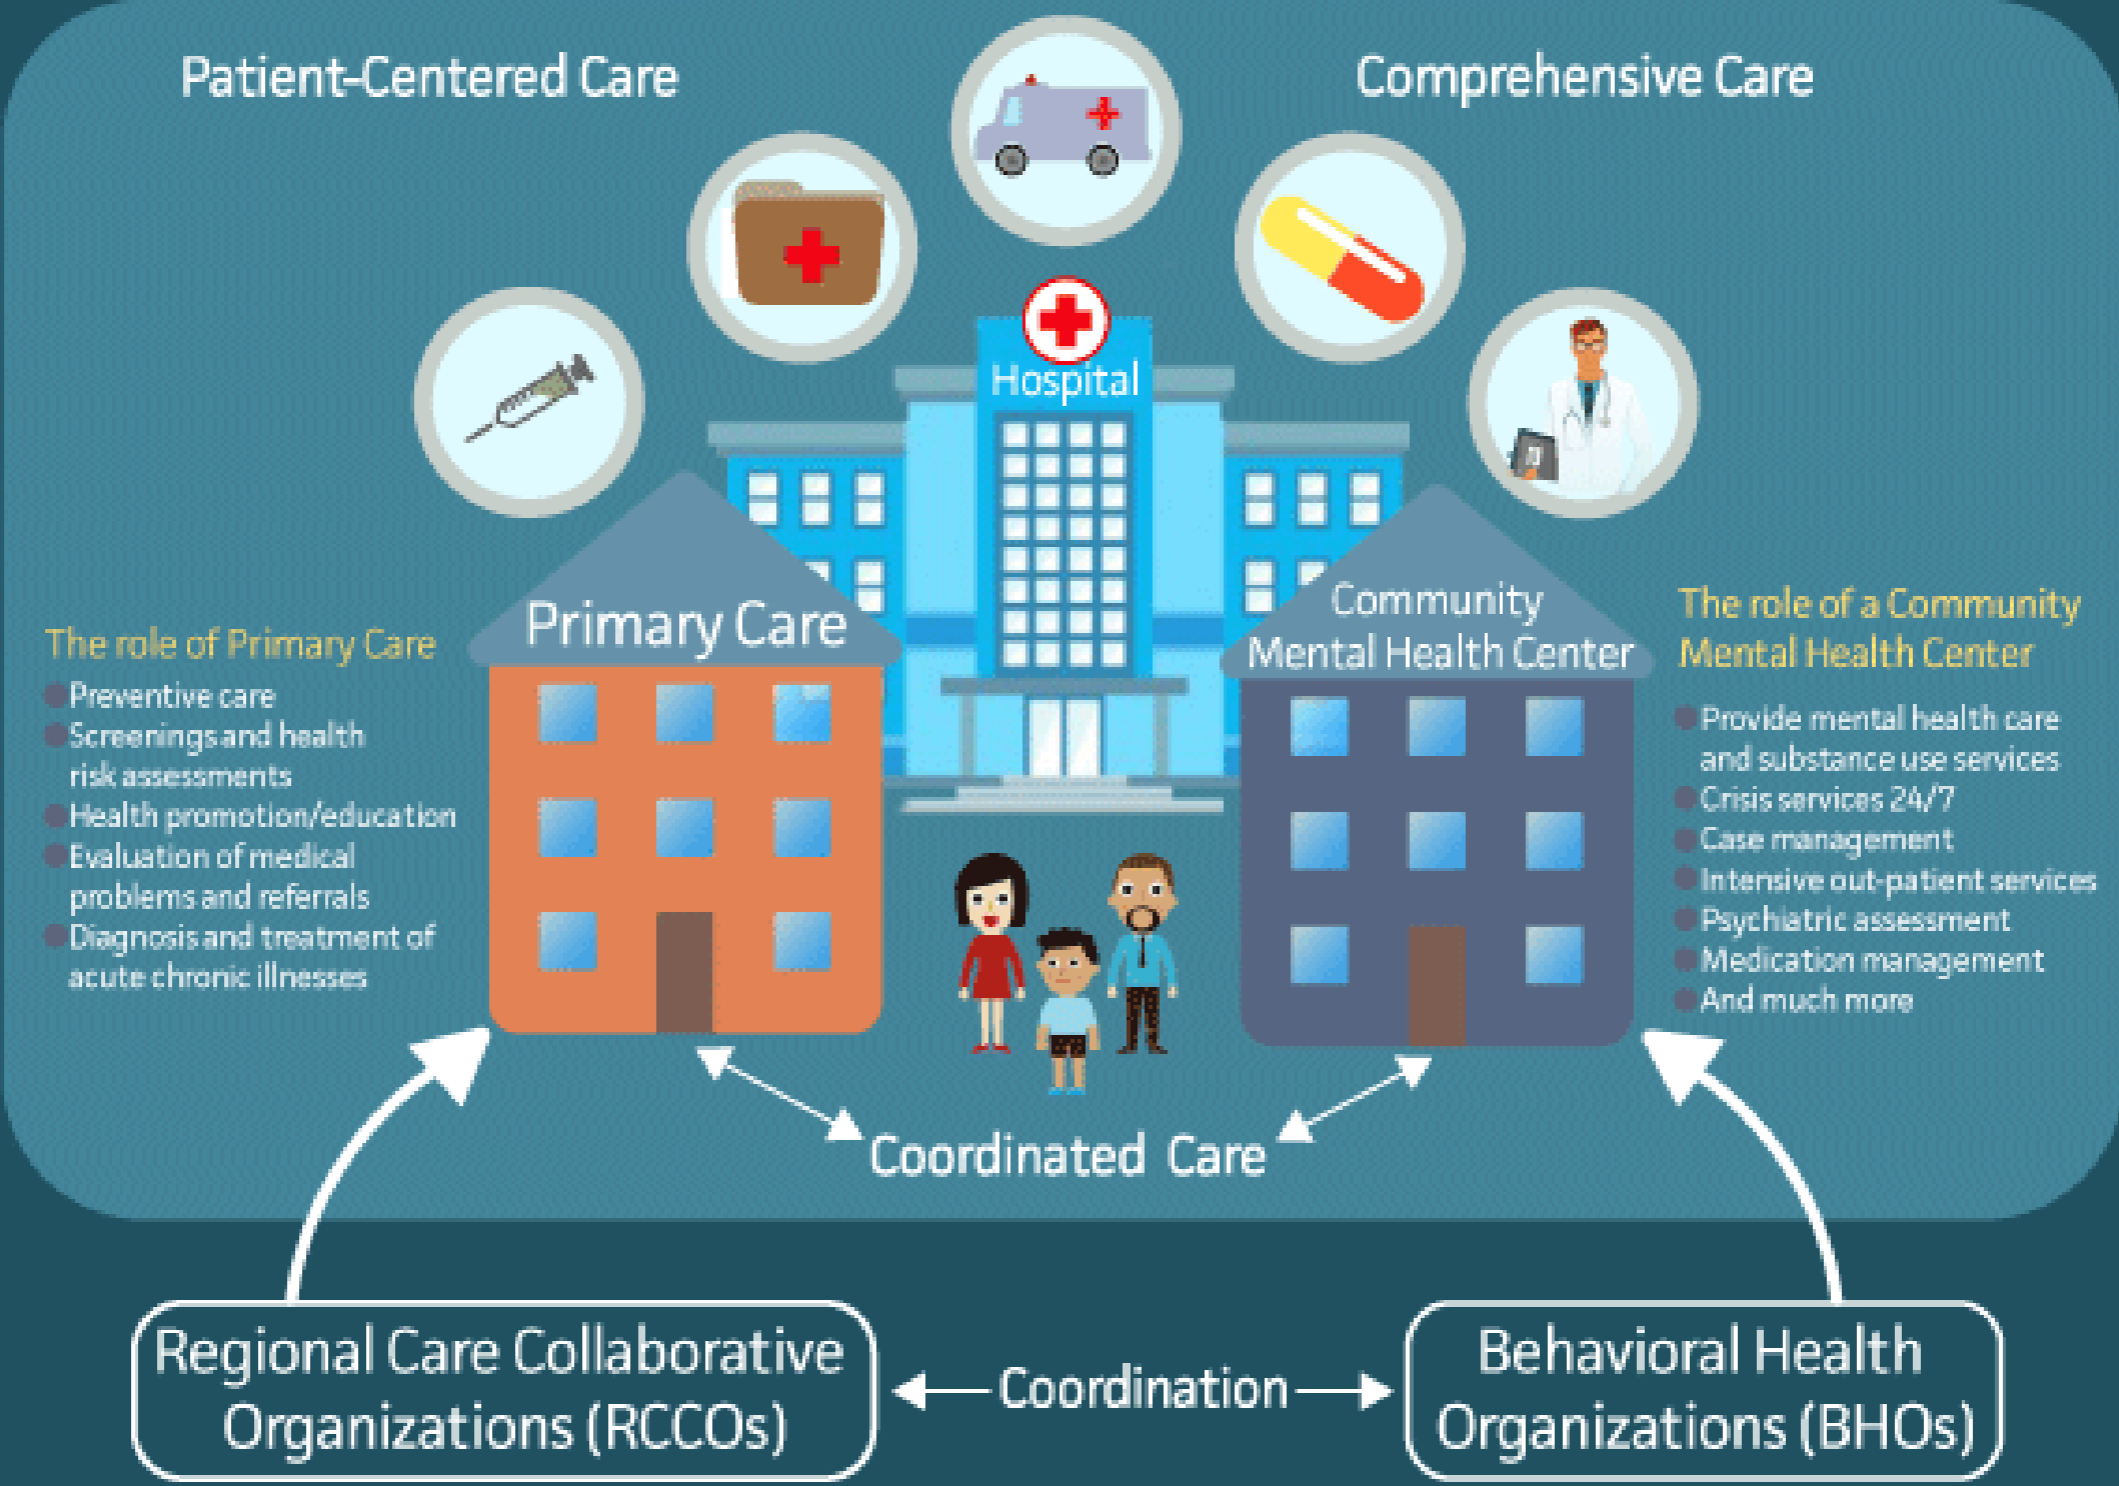 Patient-Centered Care
Comprehensive Care
Hospital
Primary Care
Community
Mental Health Center
The role of Primary Care
Preventive care
Screenings and health
risk assessments
Health promotion/education
Evaluation of medical
problems and referrals
Diagnosis and treatment of
acute chronic illnesses
The role of a Community
Mental Health Center
Provide mental health care
and substance use services
Crisis services 24/7
Case management
Intensive out-patient services
Psychiatric assessment
Medication management
And much more
Coordinated Care
Regional Care Collaborative
Organizations (RCCOs)
Coordination
Behavioral Health
Organizations (BHOs)